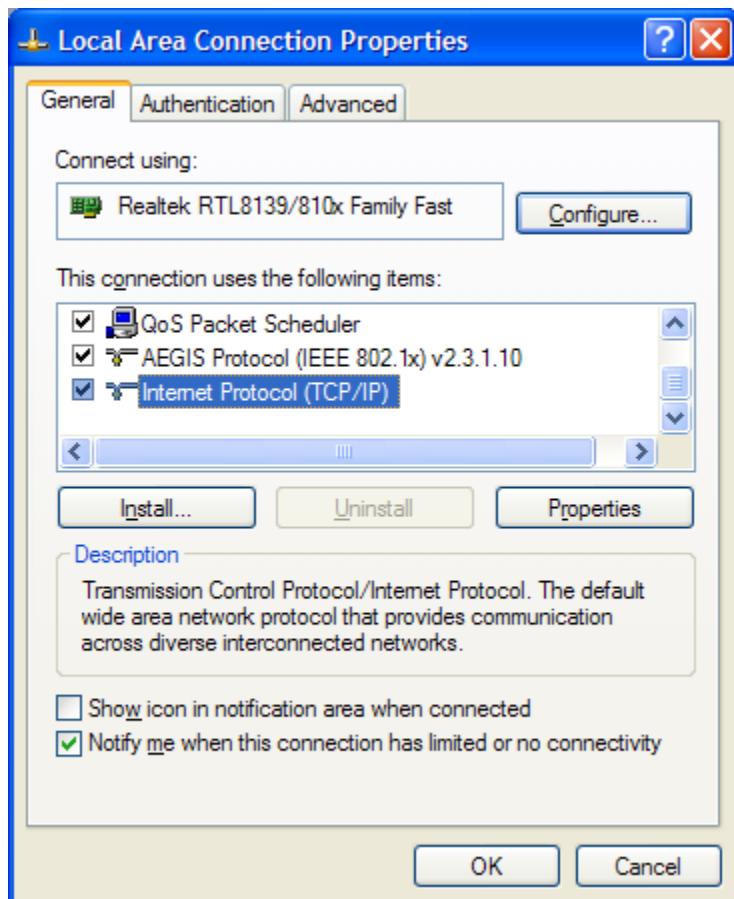 Local Area Connection Properties
General
Authentication
Advanced
Connect using:
Realtek RTL8139/810x Family Fast
Configure...
This connection uses the following items:
QoS Packet Scheduler
AEGIS Protocol (IEEE 802.1x) v2.3.1.10
Internet Protocol (TCP/IP)
Install...
Uninstall
Properties
Description
Transmission Control Protocol/Internet Protocol. The default
wide area network protocol that provides communication
across diverse interconnected networks.
Show icon in notification area when connected
Notify me when this connection has limited or no connectivity
OK
Cancel